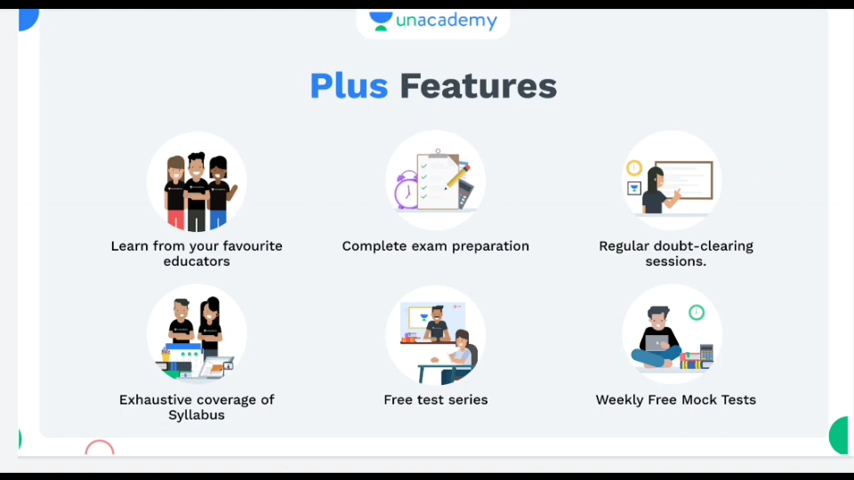 unacademy
Plus Features
Learn from your favourite
educators
Complete exam preparation
Regular doubt-clearing
sessions.
Exhaustive coverage of
Syllabus
Free test series
Weekly Free Mock Tests